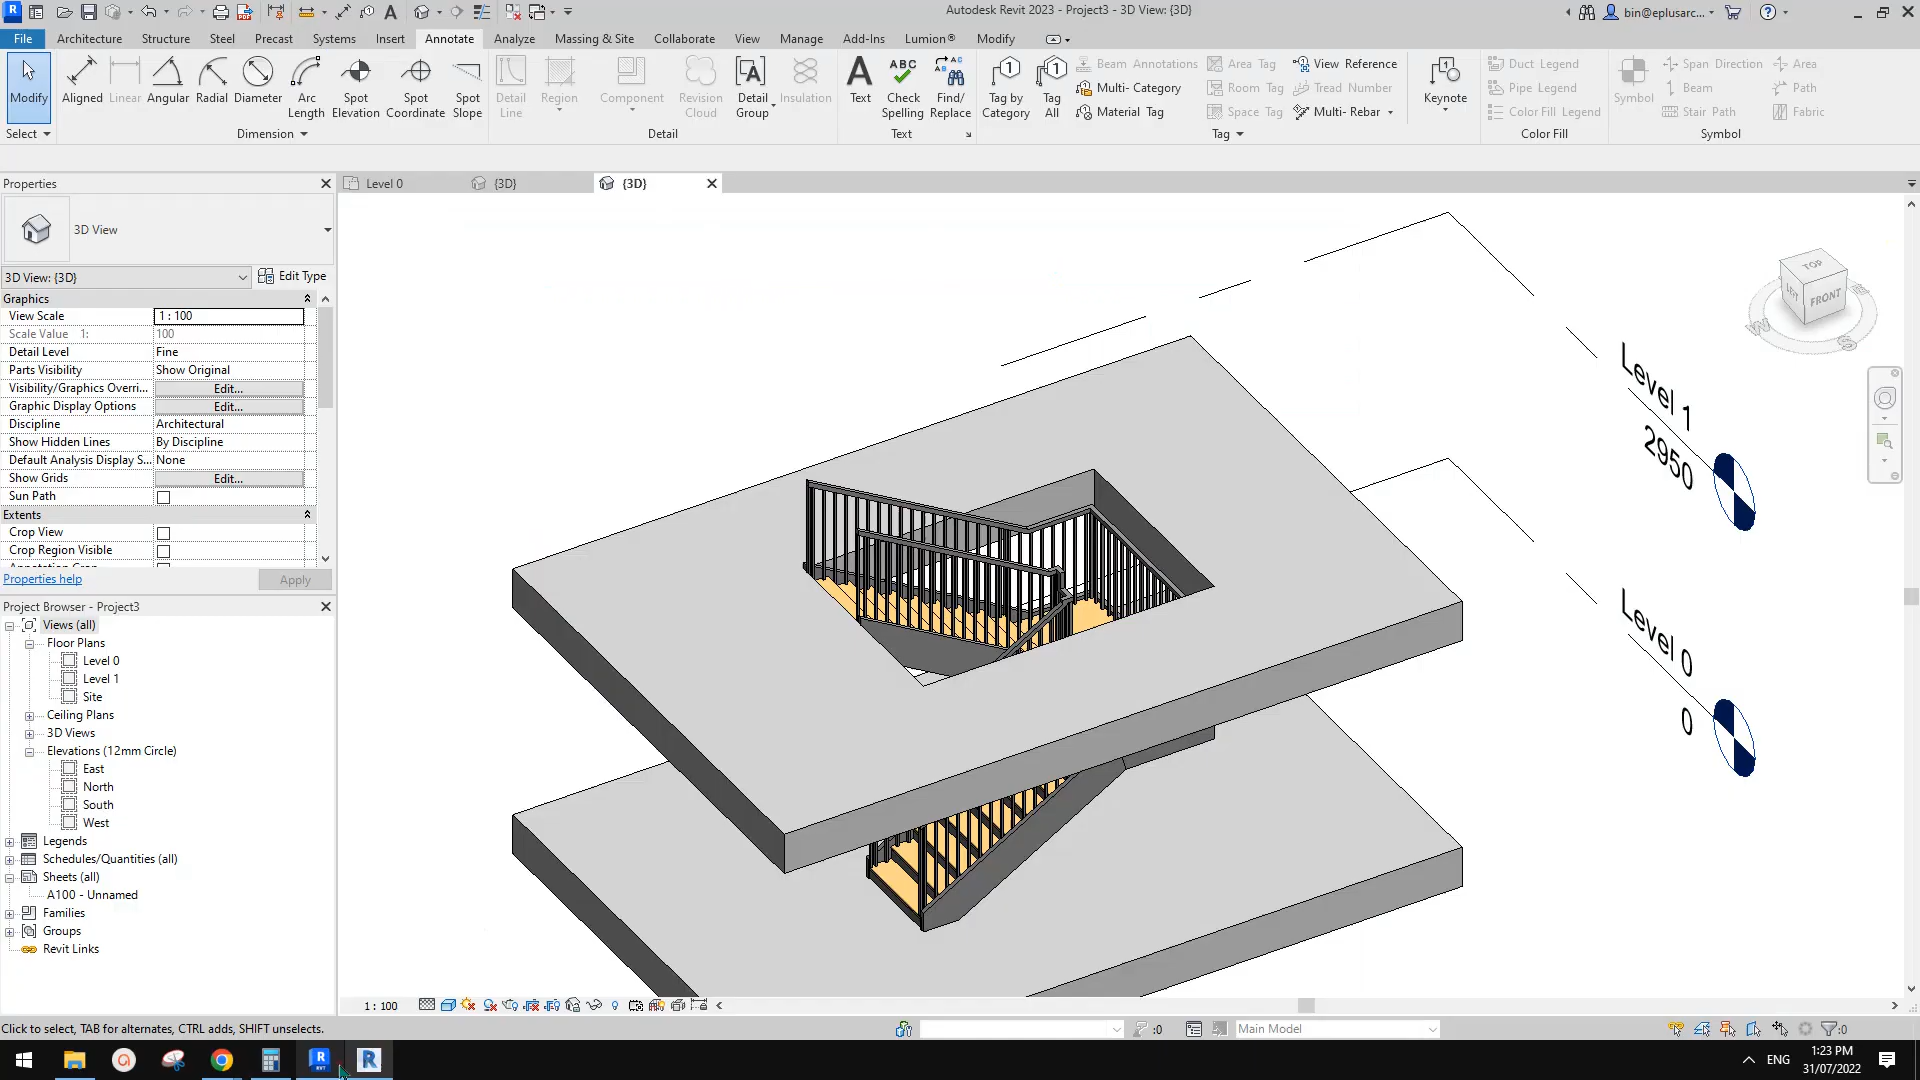 Autodesk Revit 2023 - Project3 - 3D View: {3D}
bin@eplusarc...
File Architecture Structure Steel Precast Systems Insert Annotate Analyze Massing & Site Collaborate View Manage Add-Ins Lumion® Modify
Modify
Select
Aligned Linear Angular Radial Diameter Arc Length Spot Elevation Spot Coordinate Spot Slope
Dimension
Detail Line Region Component Revision Cloud Detail Group Insulation
Detail
Text Check Spelling Find/ Replace
Text
Tag by Category Tag All
Beam Annotations Area Tag View Reference
Multi- Category Room Tag Tread Number
Material Tag Space Tag Multi- Rebar
Tag
Keynote
Duct Legend
Pipe Legend
Color Fill Legend
Color Fill
Symbol
Span Direction Area
Beam Path
Stair Path Fabric
Symbol
Properties
Level 0 {3D} {3D}
3D View
3D View: {3D} Edit Type
Graphics
View Scale 1 : 100
Scale Value 1: 100
Detail Level Fine
Parts Visibility Show Original
Visibility/Graphics Overri... Edit...
Graphic Display Options Edit...
Discipline Architectural
Show Hidden Lines By Discipline
Default Analysis Display S... None
Show Grids Edit...
Sun Path
Extents
Crop View
Crop Region Visible
Properties help Apply
Project Browser - Project3
Views (all)
Floor Plans
Level 0
Level 1
Site
Ceiling Plans
3D Views
Elevations (12mm Circle)
East
North
South
West
Legends
Schedules/Quantities (all)
Sheets (all)
A100 - Unnamed
Families
Groups
Revit Links
TOP
LEFT FRONT
W S E
Level 1
2950
Level 0
0
1 : 100
Click to select, TAB for alternates, CTRL adds, SHIFT unselects.
:0
Main Model
:0
ENG
1:23 PM
31/07/2022